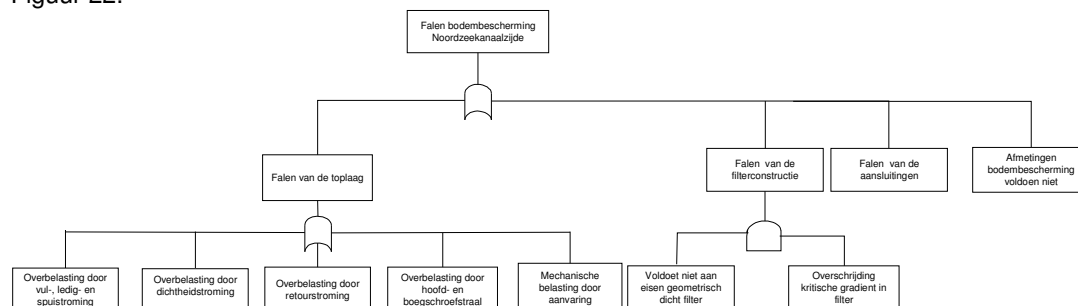 Figuur 22.
Falen bodembescherming
Noordzeekanaalzijde
Falen van de toplaag
Falen van de
filterconstructie
Falen van de
aansluitingen
Afmetingen
bodembescherming
voldoen niet
Overbelasting door
vul-, ledig- en
spuistroming
Overbelasting door
dichtheidstroming
Overbelasting door
retourstroming
Overbelasting door
hoofd- en
boegschroefstraal
Mechanische
belasting door
aanvaring
Voldoet niet aan
eisen geometrisch
dicht filter
Overschrijding
kritische gradient in
filter